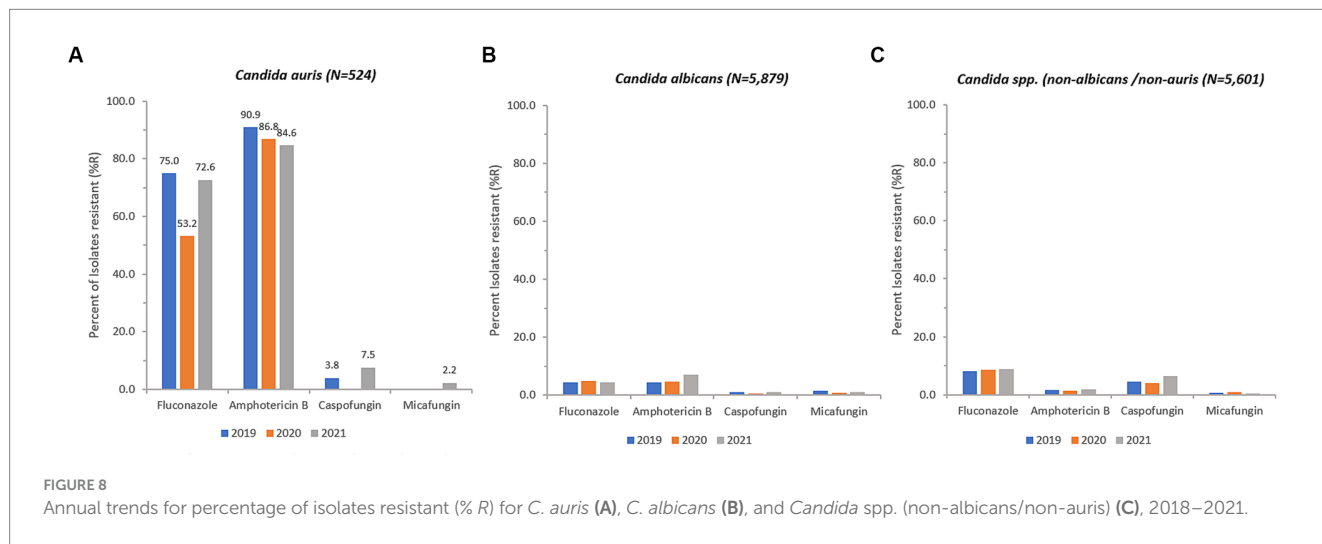 A
Candida auris (N=524)
Percent of Isolates resistant (%R)
100.0
80.0
60.0
40.0
20.0
0.0
75.0
53.2
72.6
90.9
86.8
84.6
3.8
7.5
2.2
Fluconazole Amphotericin B Caspofungin Micafungin
2019 2020 2021
B
Candida albicans (N=5,879)
Percent Isolates resistant (%R)
100.0
80.0
60.0
40.0
20.0
0.0
Fluconazole Amphotericin B Caspofungin Micafungin
2019 2020 2021
C
Candida spp. (non-albicans /non-auris (N=5,601)
Percent Isolates resistant (%R)
100.0
80.0
60.0
40.0
20.0
0.0
Fluconazole Amphotericin B Caspofungin Micafungin
2019 2020 2021
FIGURE 8
Annual trends for percentage of isolates resistant (% R) for C. auris (A), C. albicans (B), and Candida spp. (non-albicans/non-auris) (C), 2018–2021.